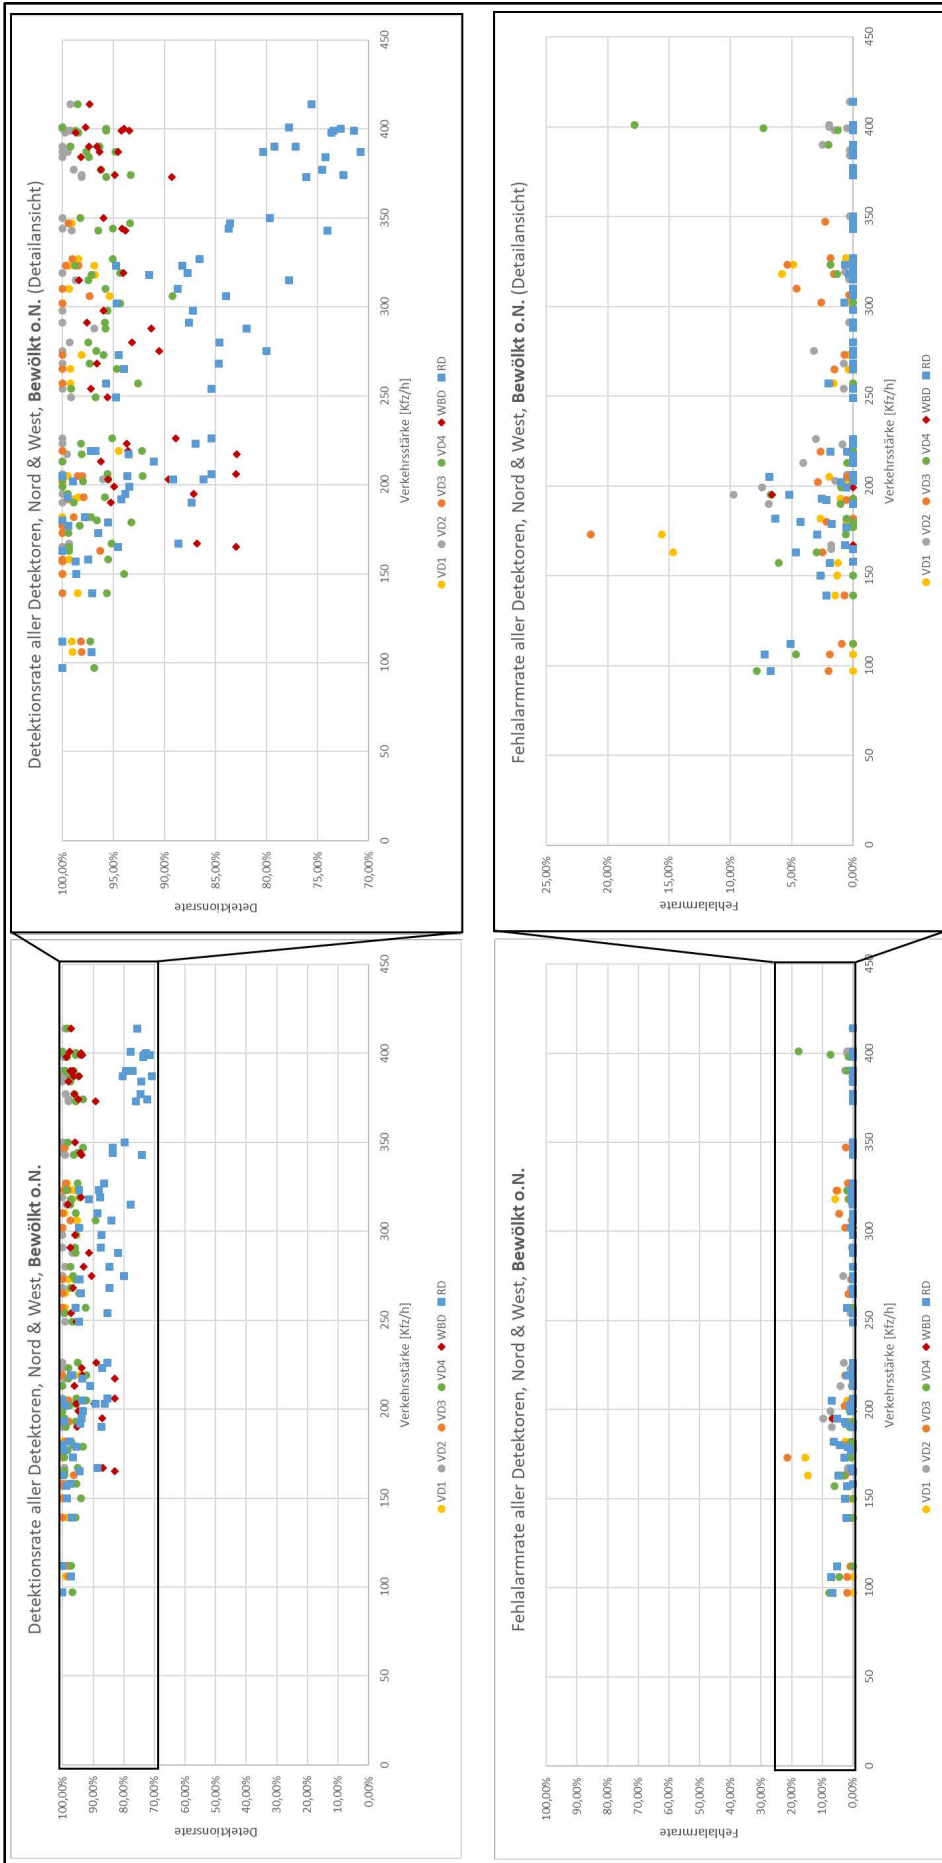 Detektionsrate aller Detektoren, Nord & West, Bewölkt o.N.
100,00%
90,00%
80,00%
70,00%
60,00%
50,00%
40,00%
30,00%
20,00%
10,00%
0,00%
Detektionsrate
0 50 100 150 200 250 300 350 400 450
Verkehrsstärke [Kfz/h]
VD1 VD2 VD3 VD4 WBD RD
Detektionsrate aller Detektoren, Nord & West, Bewölkt o.N. (Detailansicht)
100,00%
95,00%
90,00%
85,00%
80,00%
75,00%
70,00%
Detektionsrate
0 50 100 150 200 250 300 350 400 450
Verkehrsstärke [Kfz/h]
VD1 VD2 VD3 VD4 WBD RD
Fehlalarmrate aller Detektoren, Nord & West, Bewölkt o.N.
100,00%
90,00%
80,00%
70,00%
60,00%
50,00%
40,00%
30,00%
20,00%
10,00%
0,00%
Fehlalarmrate
0 50 100 150 200 250 300 350 400 450
Verkehrsstärke [Kfz/h]
VD1 VD2 VD3 VD4 WBD RD
Fehlalarmrate aller Detektoren, Nord & West, Bewölkt o.N. (Detailansicht)
25,00%
20,00%
15,00%
10,00%
5,00%
0,00%
Fehlalarmrate
0 50 100 150 200 250 300 350 400 450
Verkehrsstärke [Kfz/h]
VD1 VD2 VD3 VD4 WBD RD